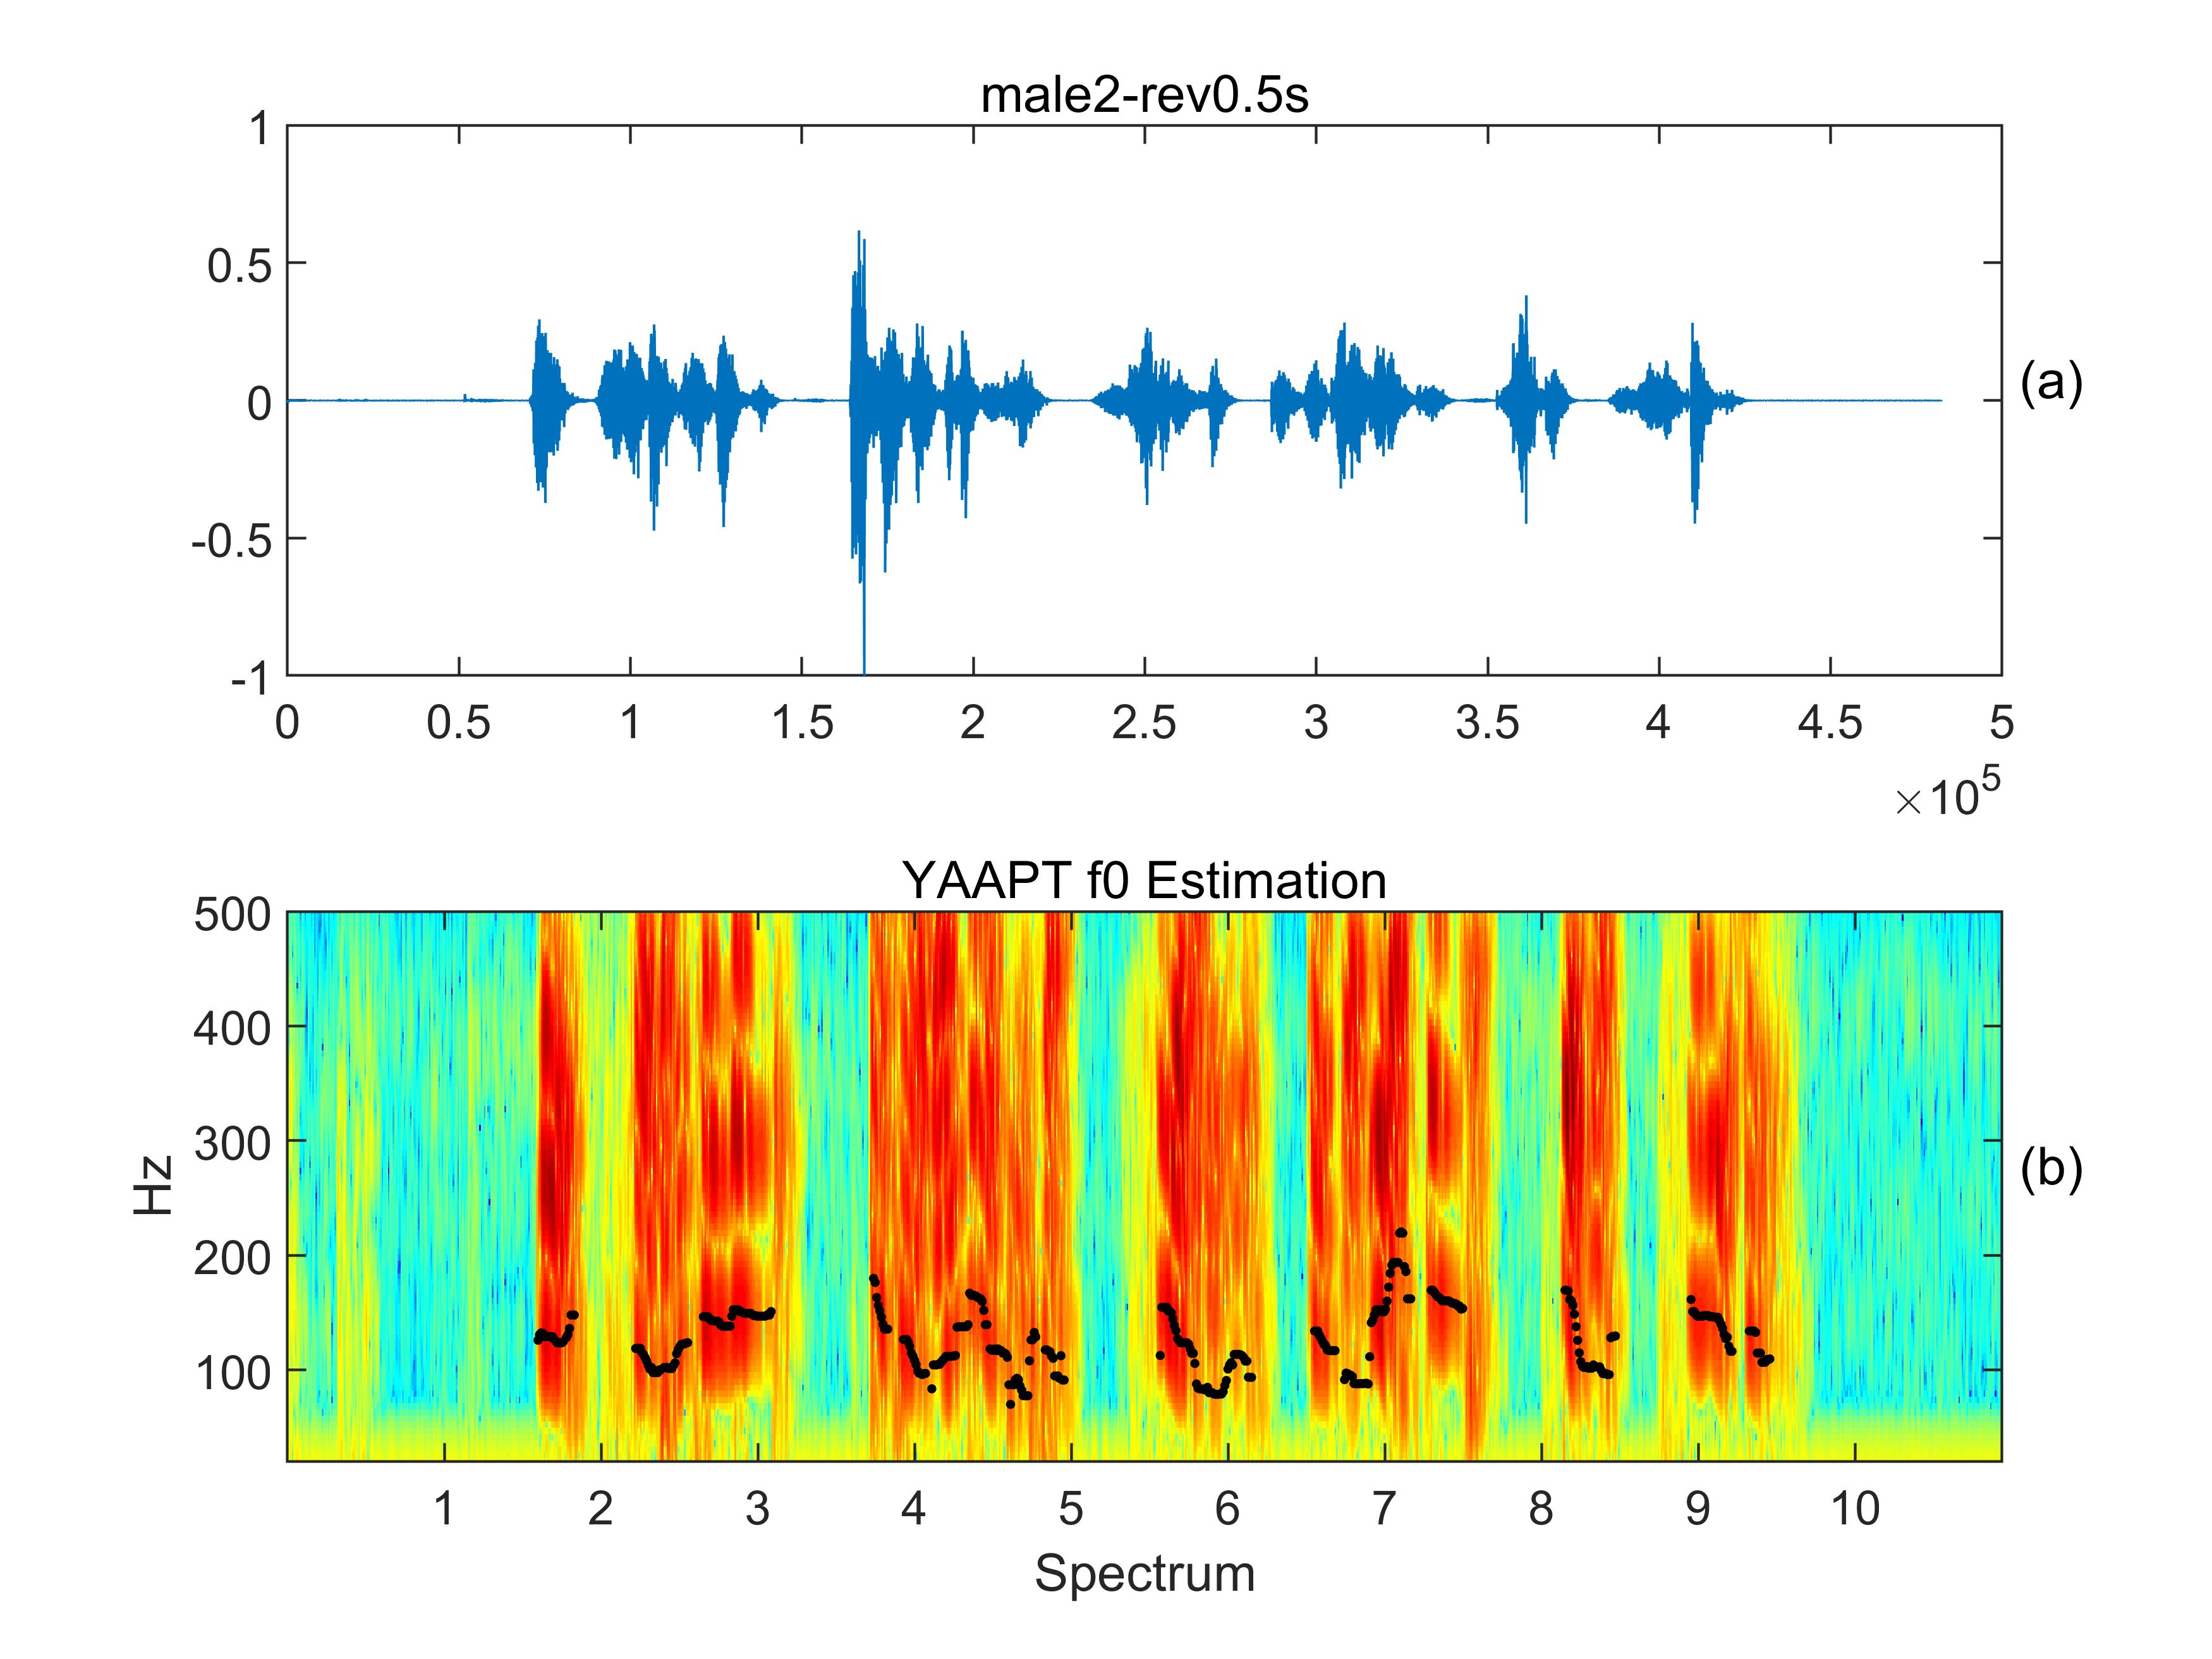 male2-rev0.5s
1
0.5
0
-0.5
-1
(a)
0 0.5 1 1.5 2 2.5 3 3.5 4 4.5 5
×10^5
YAAPT f0 Estimation
500
400
300
200
100
Hz
(b)
1 2 3 4 5 6 7 8 9 10
Spectrum